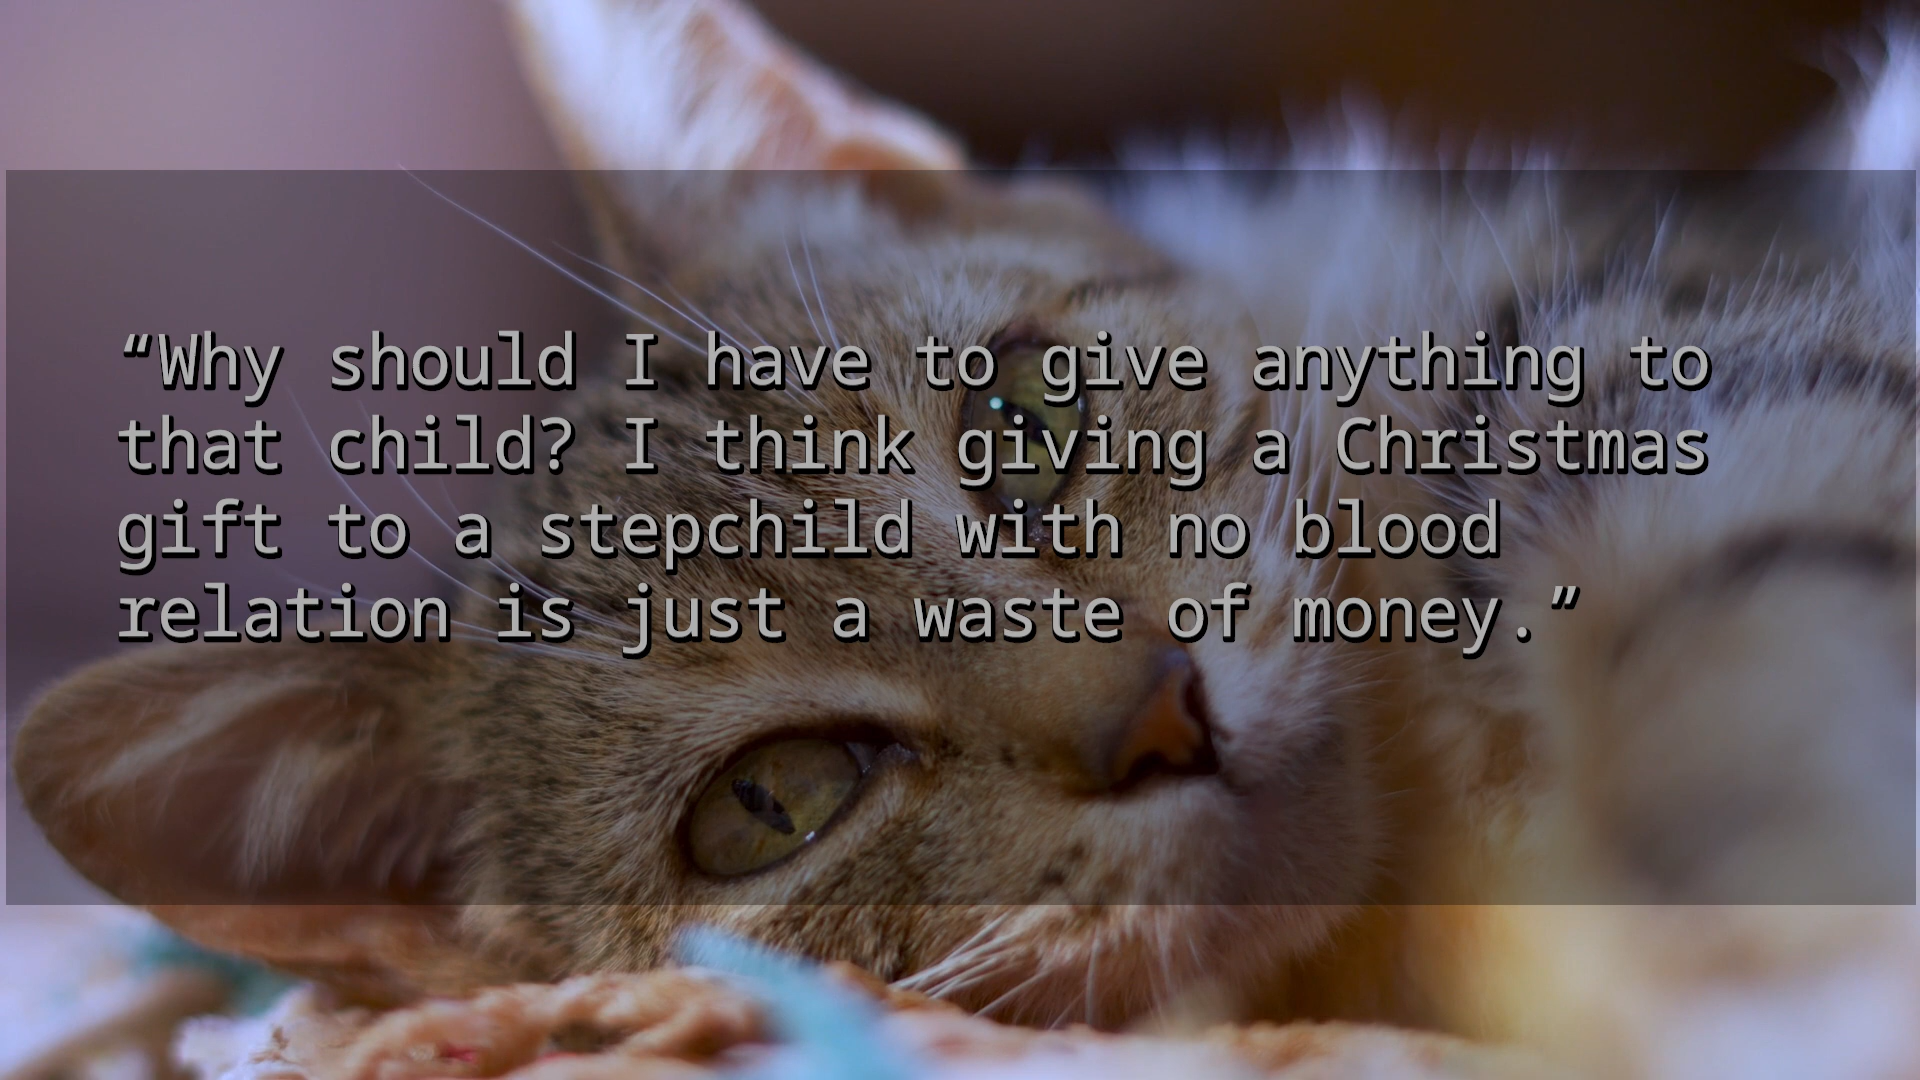 “Why should I have to give anything to
that child? I think giving a Christmas
gift to a stepchild with no blood
relation is just a waste of money.”